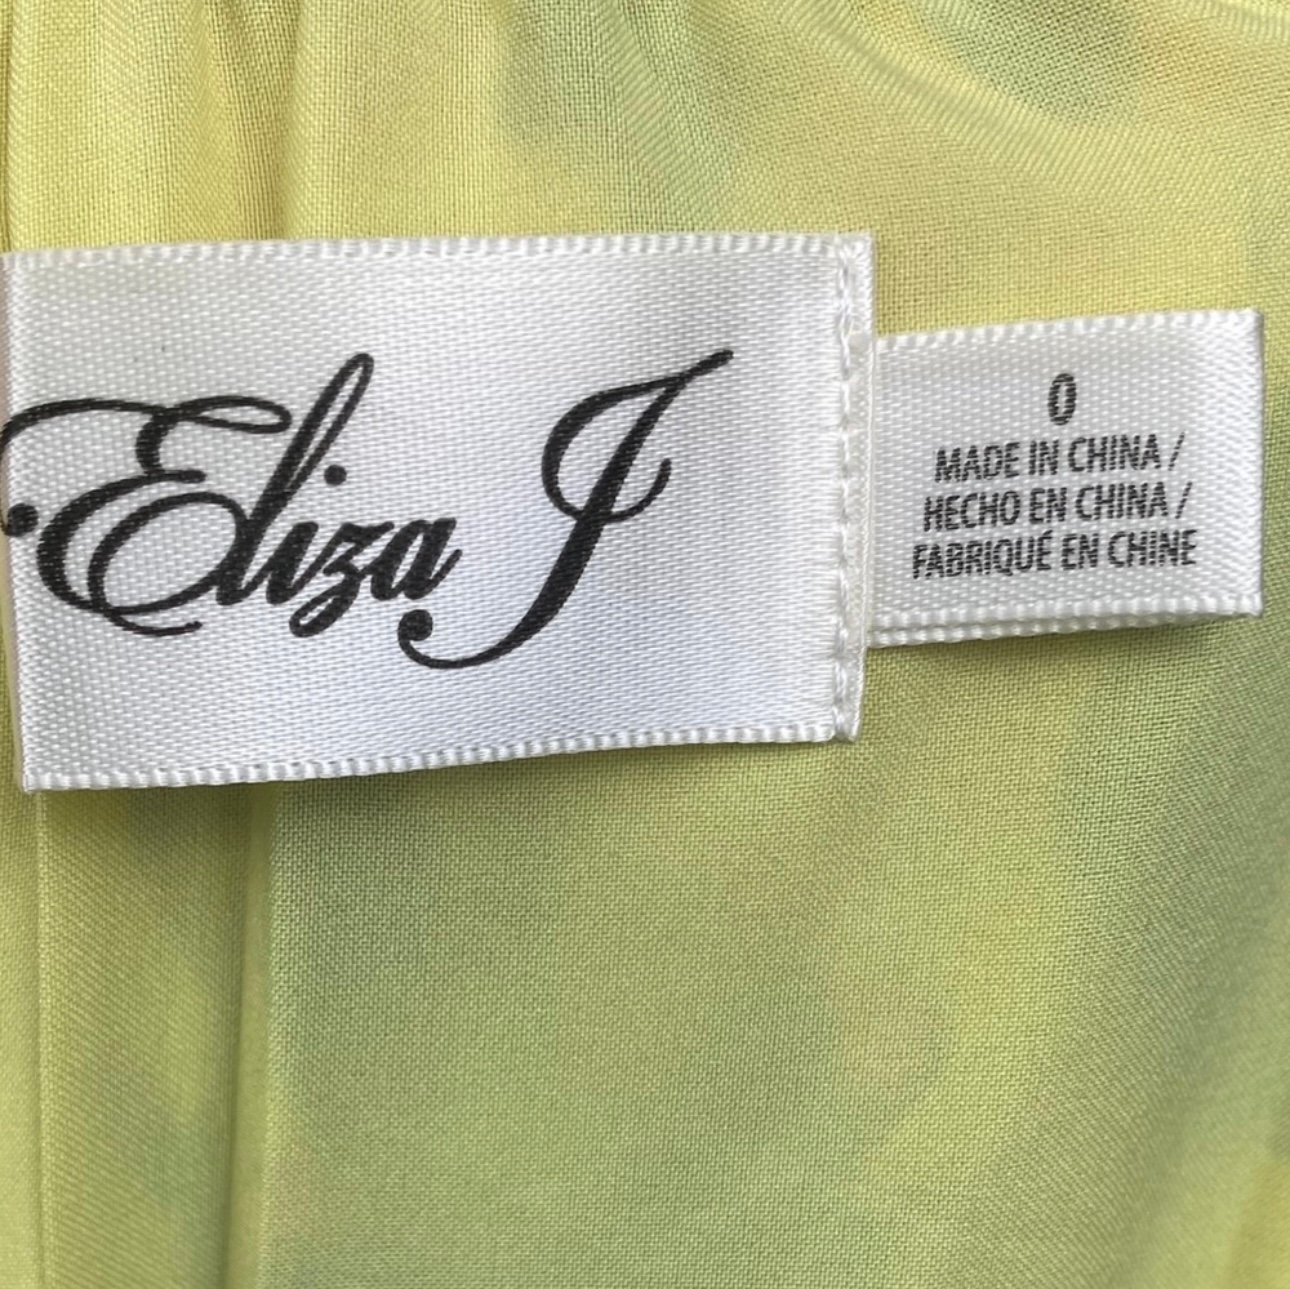 Eliza J
0
MADE IN CHINA /
HECHO EN CHINA /
FABRIQUÉ EN CHINE